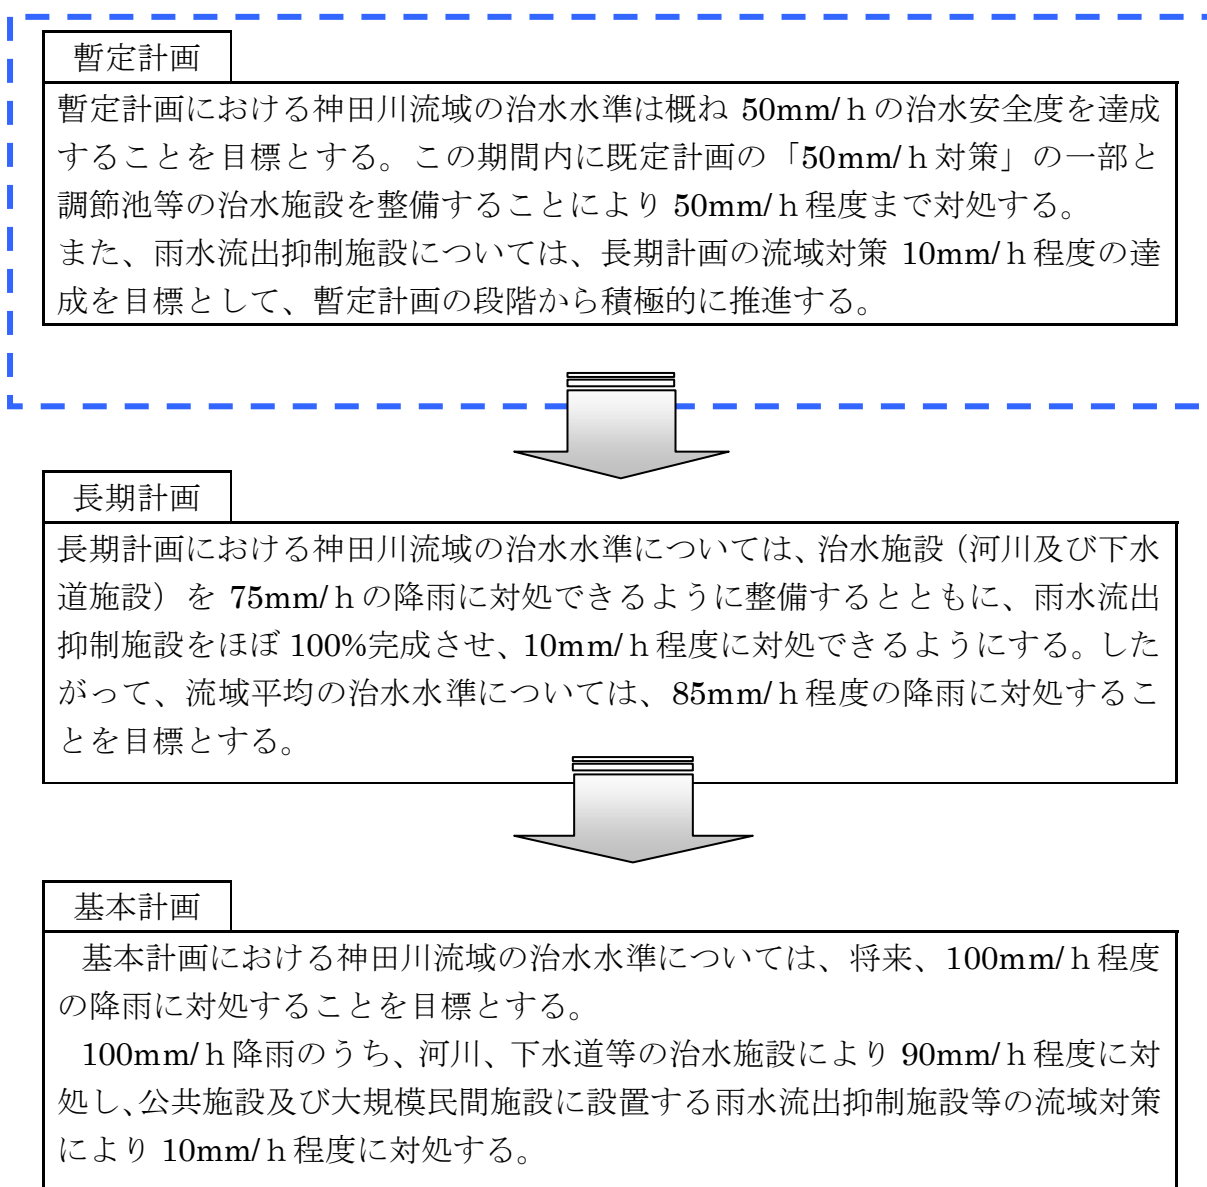 暫定計画
暫定計画における神田川流域の治水水準は概ね 50mm/ｈの治水安全度を達成
することを目標とする。この期間内に既定計画の「50mm/ｈ対策」の一部と
調節池等の治水施設を整備することにより 50mm/ｈ程度まで対処する。
また、雨水流出抑制施設については、長期計画の流域対策 10mm/ｈ程度の達
成を目標として、暫定計画の段階から積極的に推進する。
長期計画
長期計画における神田川流域の治水水準については、治水施設（河川及び下水
道施設）を 75mm/ｈの降雨に対処できるように整備するとともに、雨水流出
抑制施設をほぼ 100%完成させ、10mm/ｈ程度に対処できるようにする。した
がって、流域平均の治水水準については、85mm/ｈ程度の降雨に対処するこ
とを目標とする。
基本計画
基本計画における神田川流域の治水水準については、将来、100mm/ｈ程度
の降雨に対処することを目標とする。
100mm/ｈ降雨のうち、河川、下水道等の治水施設により 90mm/ｈ程度に対
処し、公共施設及び大規模民間施設に設置する雨水流出抑制施設等の流域対策
により 10mm/ｈ程度に対処する。